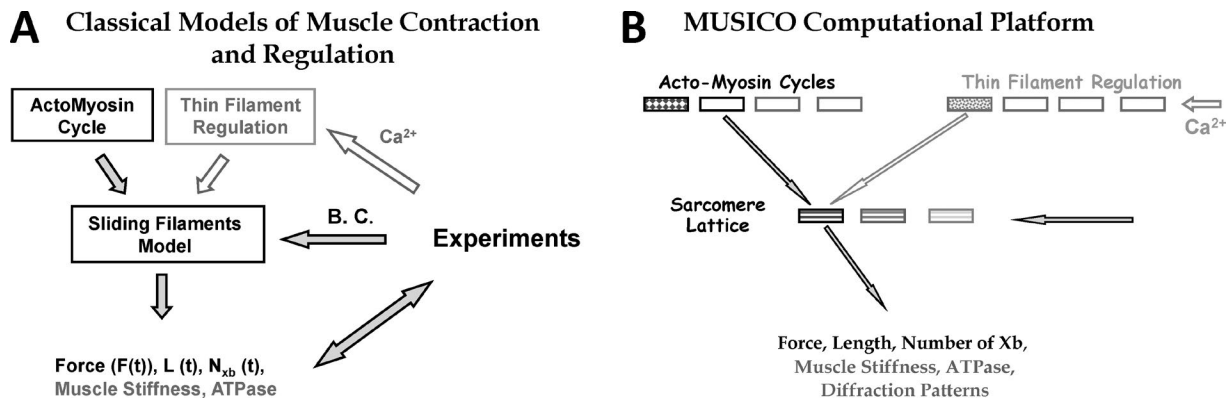 A
Classical Models of Muscle Contraction
and Regulation
ActoMyosin
Cycle
Thin Filament
Regulation
Ca²⁺
Sliding Filaments
Model
B. C.
Experiments
Force (F(t)), L (t), Nxb (t),
Muscle Stiffness, ATPase
B
MUSICO Computational Platform
Acto-Myosin Cycles
Thin Filament Regulation
Ca²⁺
Sarcomere
Lattice
Force, Length, Number of Xb,
Muscle Stiffness, ATPase,
Diffraction Patterns